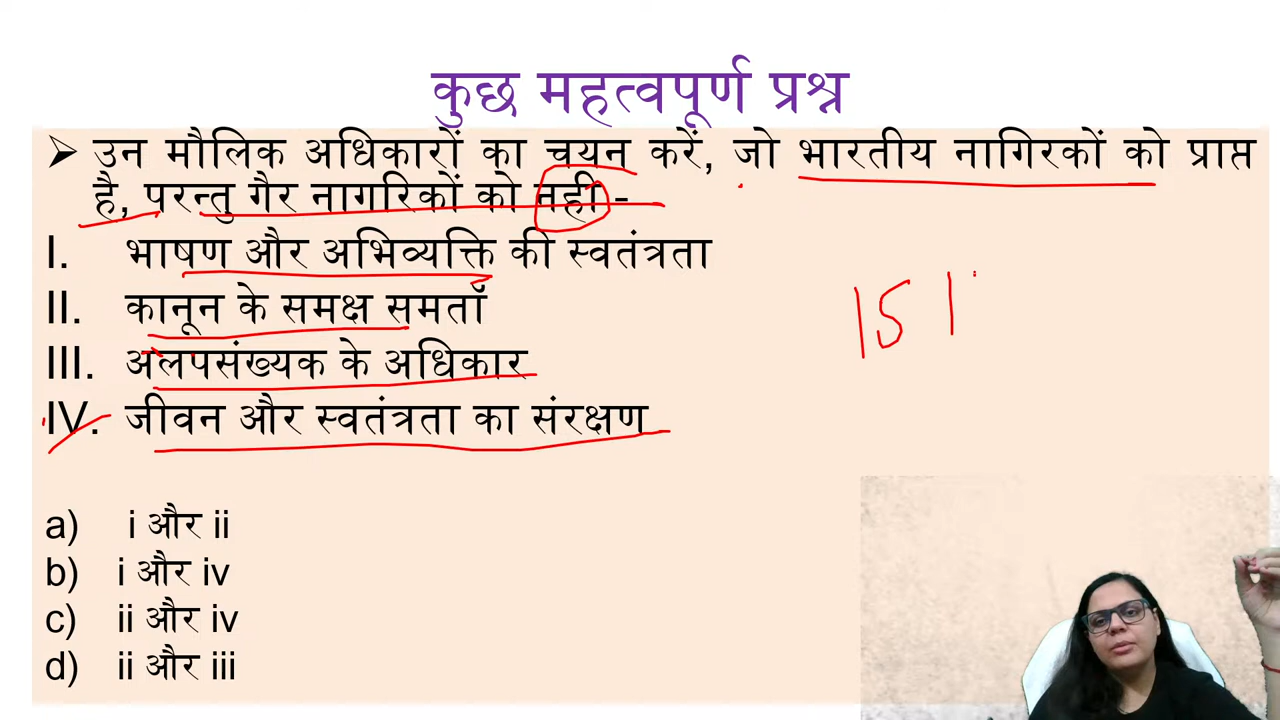 कुछ महत्वपूर्ण प्रश्न
➢ उन मौलिक अधिकारों का चयन करें, जो भारतीय नागिरकों को प्राप्त
है, परन्तु गैर नागरिकों को नही -
I. भाषण और अभिव्यक्ति की स्वतंत्रता
II. कानून के समक्ष समताॅ
15 1
III. अलपसंख्यक के अधिकार
IV. जीवन और स्वतंत्रता का संरक्षण
a) i और ii
b) i और iv
c) ii और iv
d) ii और iii